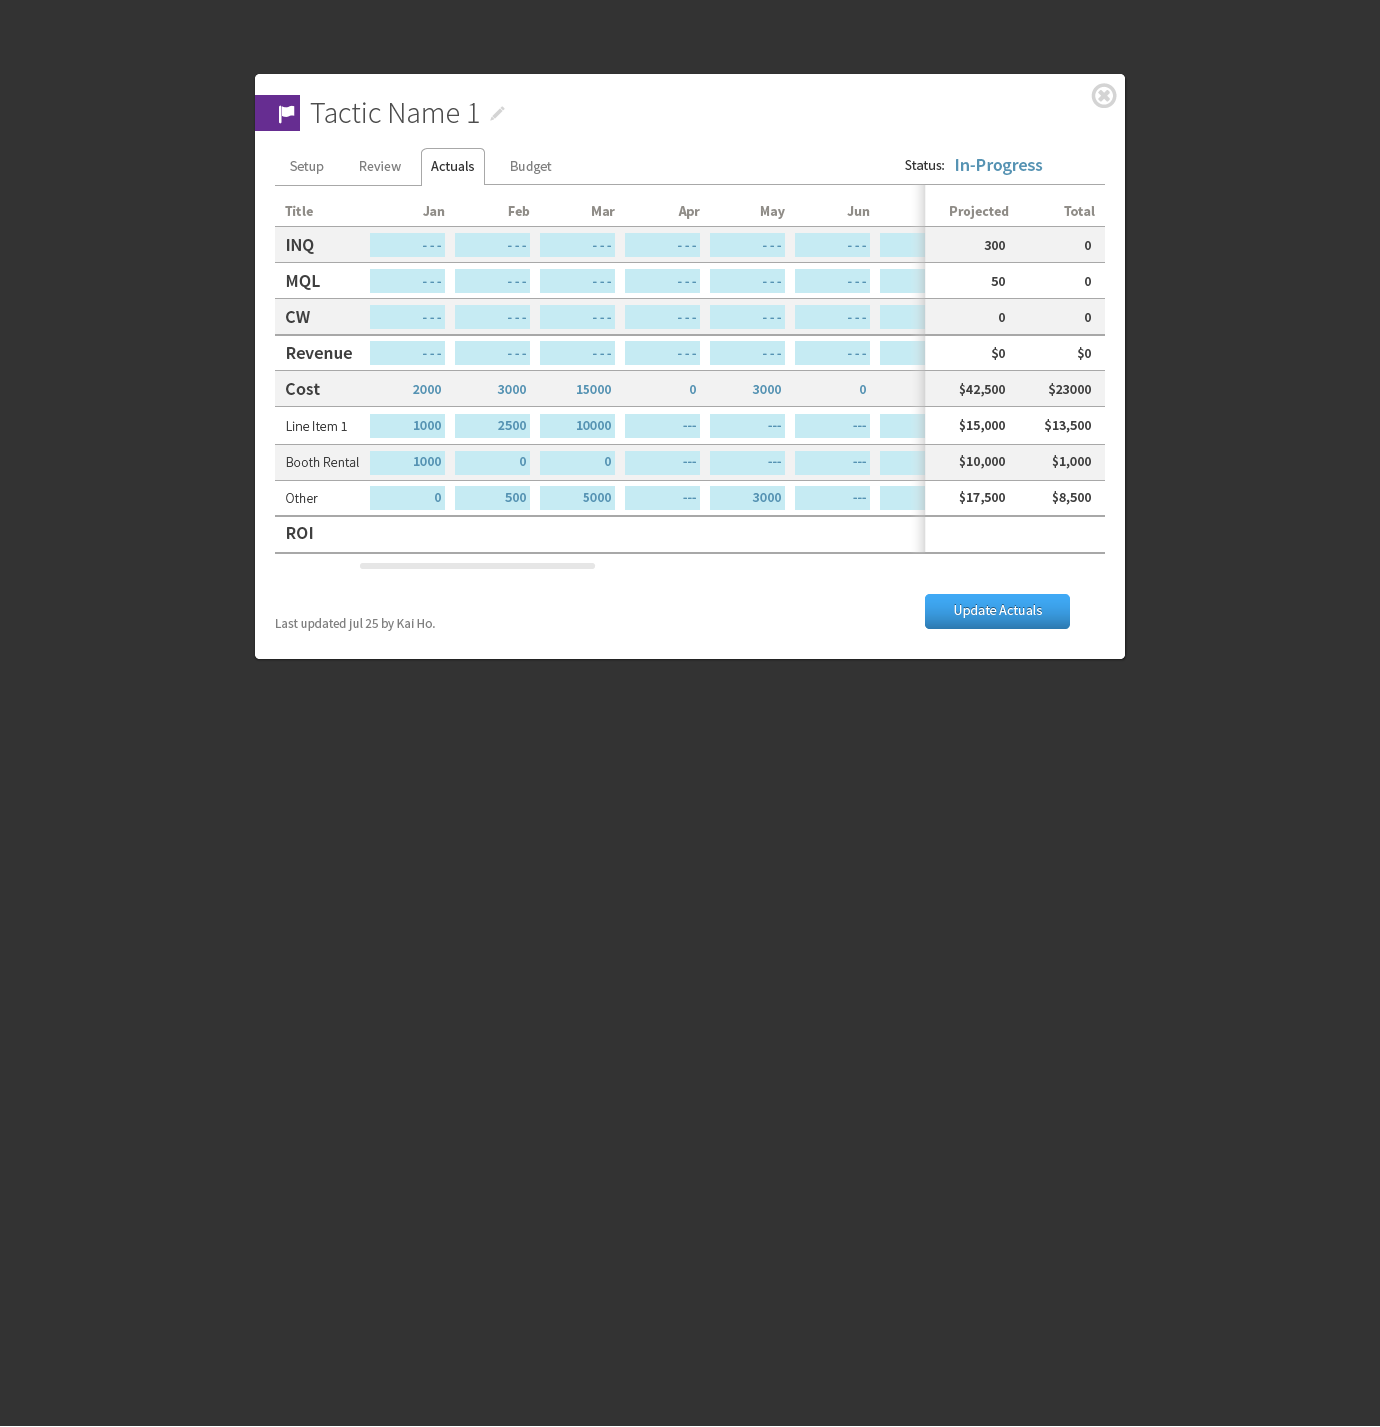 Tactic Name 1
Setup Review Actuals Budget Status: In-Progress
Title Jan Feb Mar Apr May Jun Projected Total
INQ --- --- --- --- --- --- 300 0
MQL --- --- --- --- --- --- 50 0
CW --- --- --- --- --- --- 0 0
Revenue --- --- --- --- --- --- $0 $0
Cost 2000 3000 15000 0 3000 0 $42,500 $23000
Line Item 1 1000 2500 10000 --- --- --- $15,000 $13,500
Booth Rental 1000 0 0 --- --- --- $10,000 $1,000
Other 0 500 5000 --- 3000 --- $17,500 $8,500
ROI
Update Actuals
Last updated jul 25 by Kai Ho.